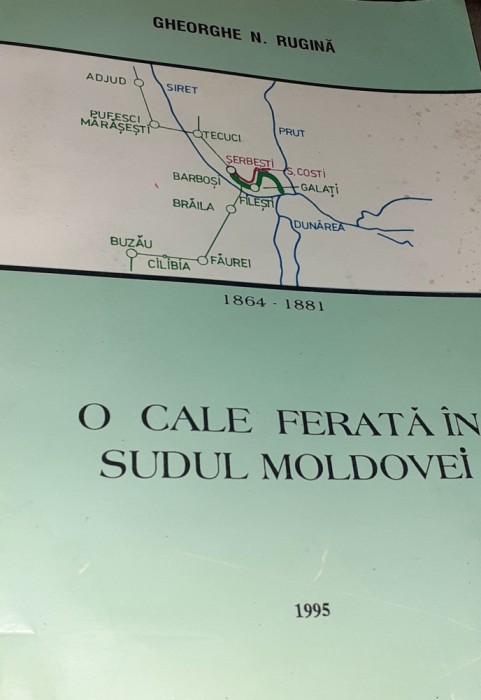 GHEORGHE N. RUGINĂ
ADJUD
SIRET
PUFEȘCI
MĂRĂȘEȘTI
TECUCI
PRUT
ȘERBEȘTI
S. COSTI
BARBOȘI
GALAȚI
FILEȘTI
BRĂILA
DUNĂREA
BUZĂU
CILIBIA
FĂUREI
1864 - 1881
O CALE FERATĂ ÎN
SUDUL MOLDOVEI
1995